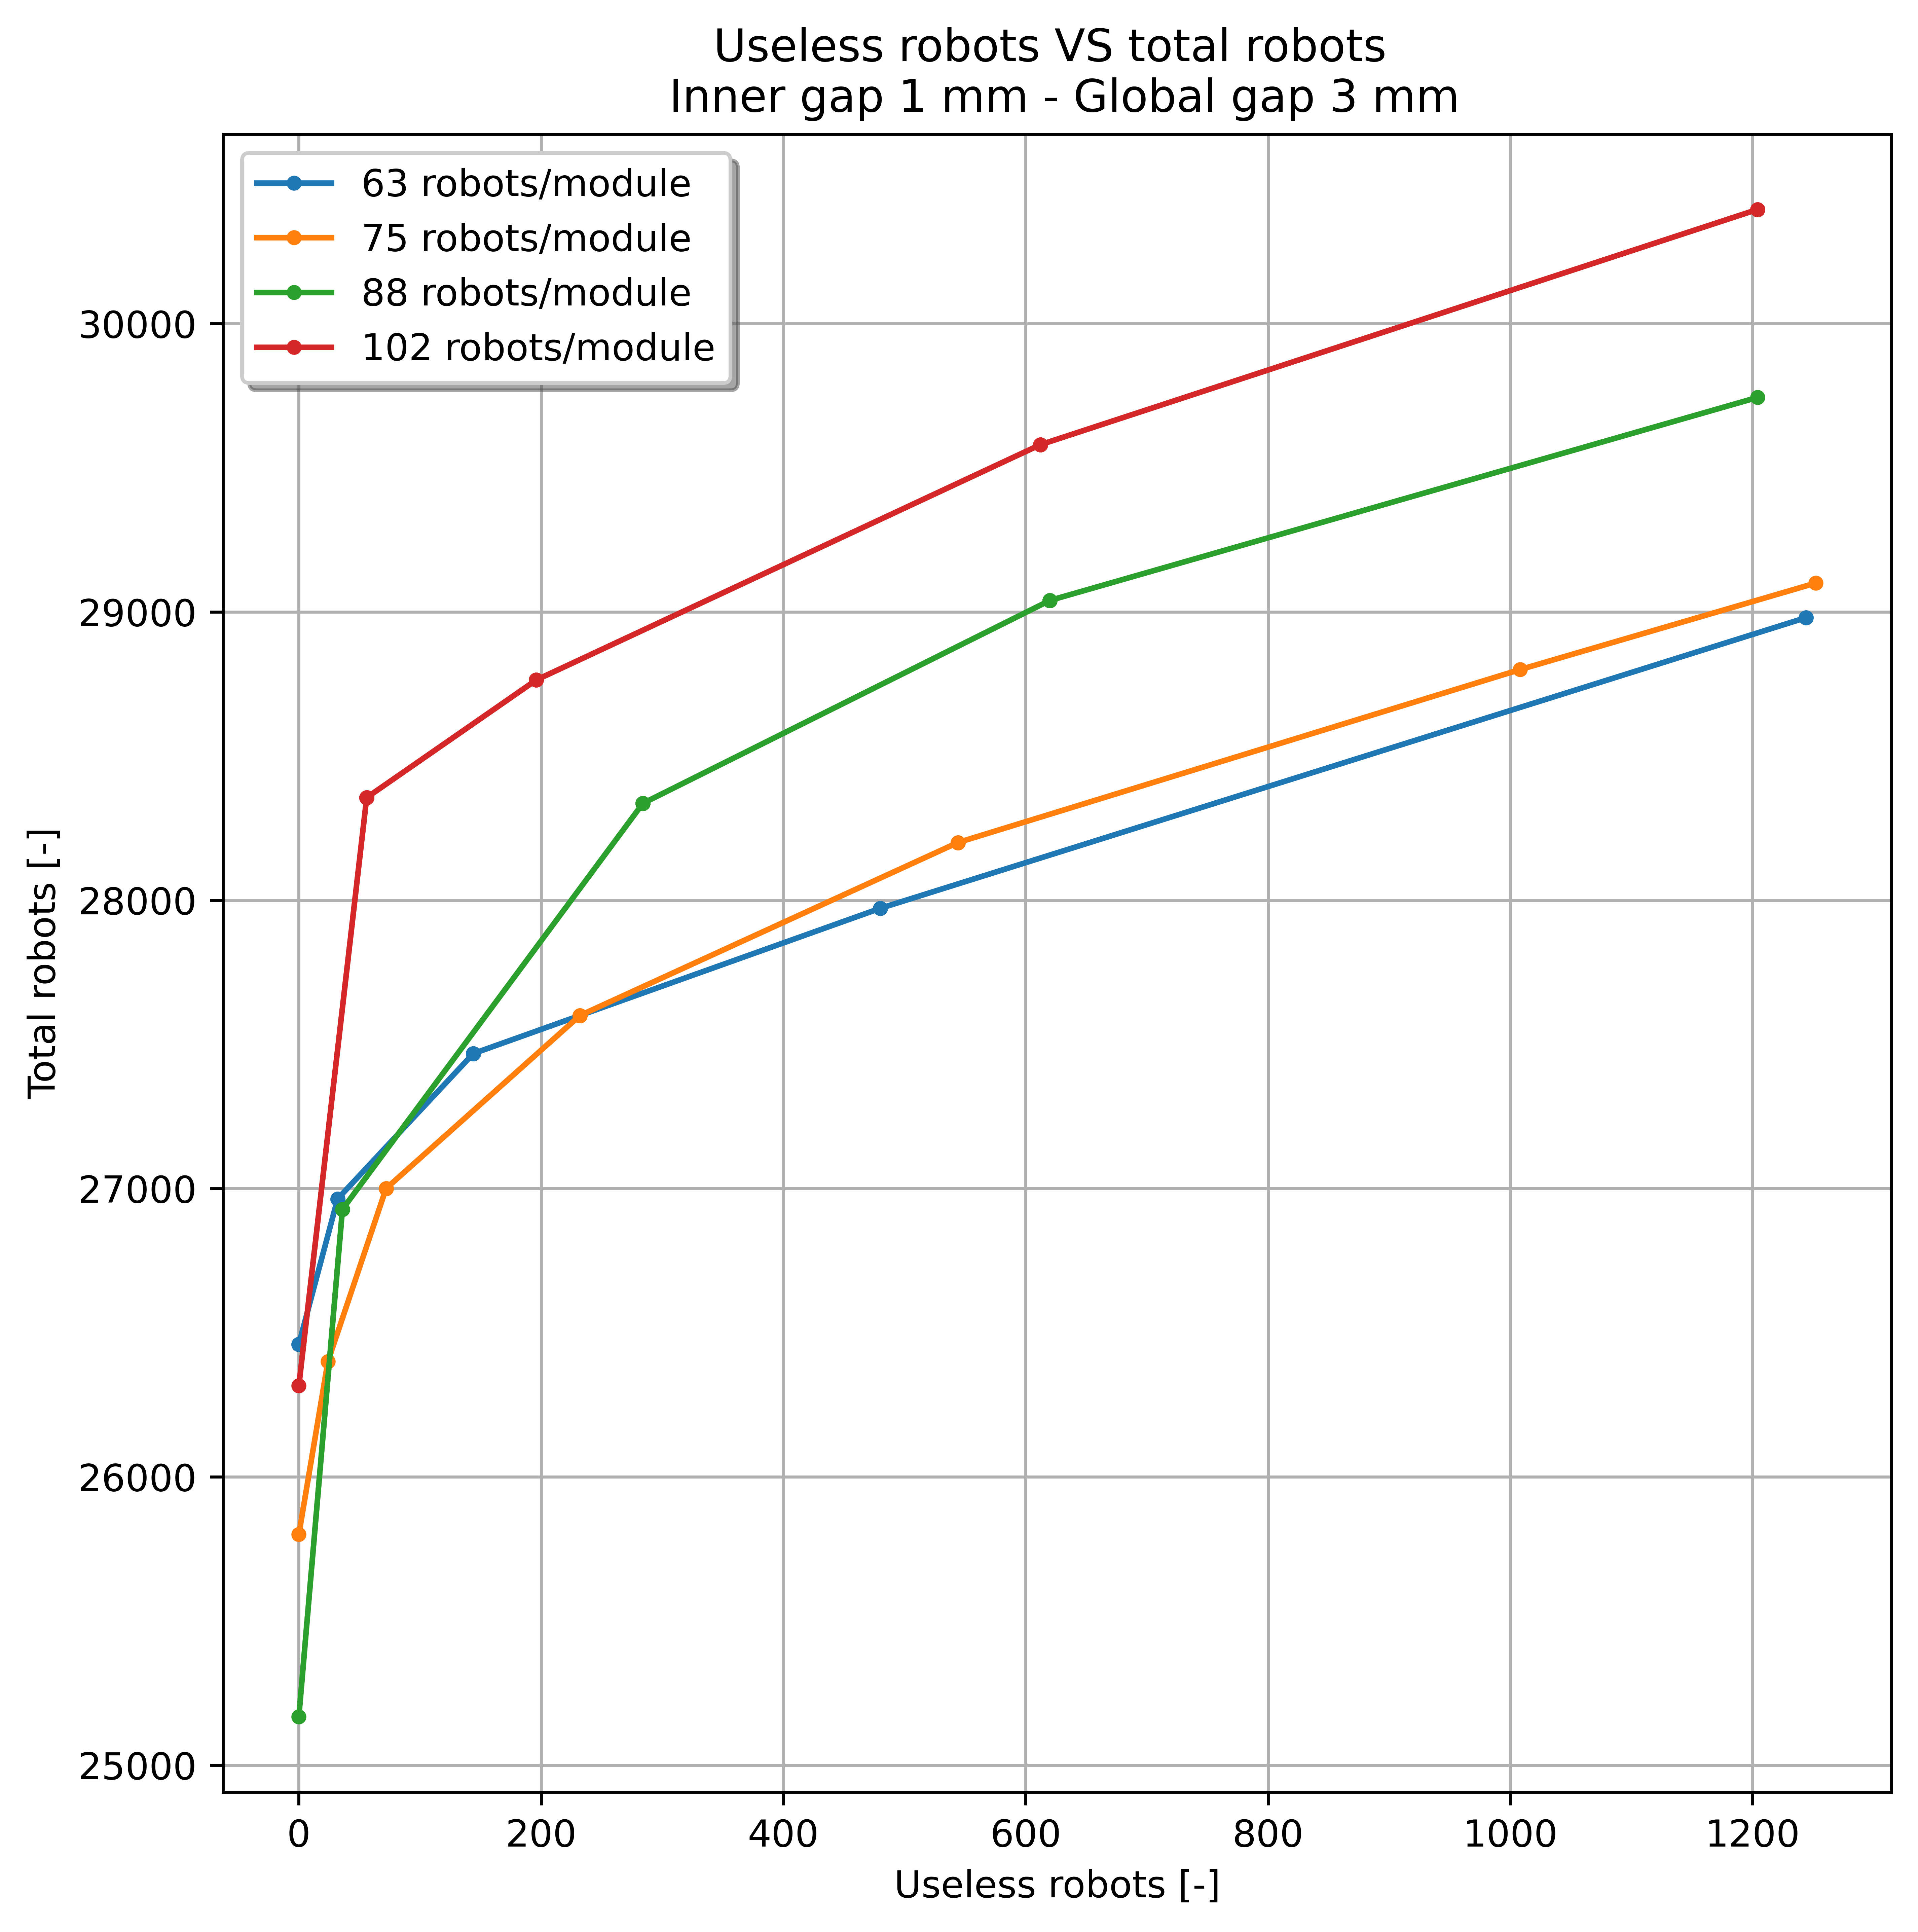 Useless robots VS total robots
Inner gap 1 mm - Global gap 3 mm
63 robots/module
75 robots/module
88 robots/module
102 robots/module
Total robots [-]
30000
29000
28000
27000
26000
25000
0 200 400 600 800 1000 1200
Useless robots [-]